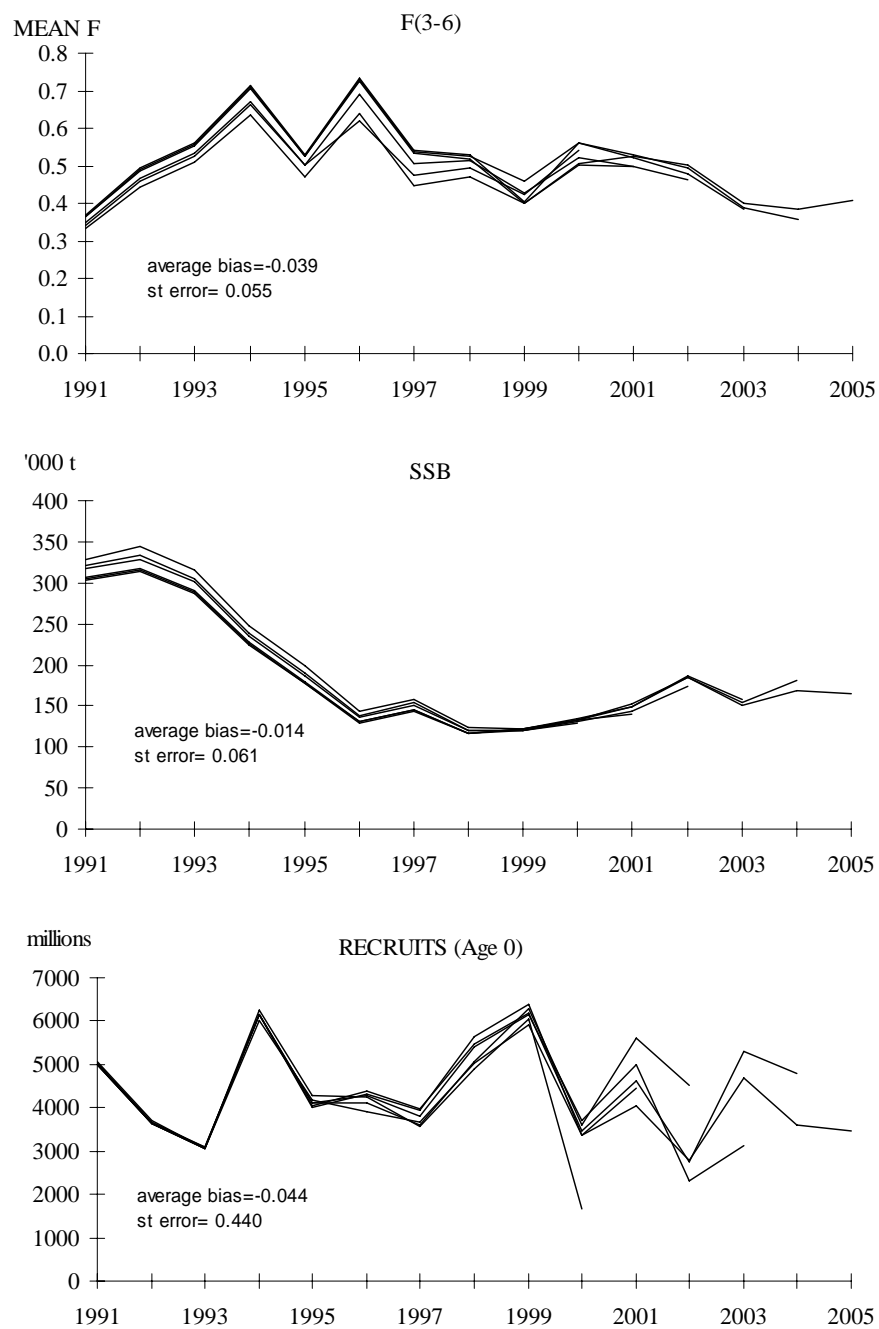 F(3-6)
MEAN F
0.8
0.7
0.6
0.5
0.4
0.3
0.2
0.1
0.0
average bias=-0.039
st error= 0.055
1991 1993 1995 1997 1999 2001 2003 2005
'000 t
SSB
400
350
300
250
200
150
100
50
0
average bias=-0.014
st error= 0.061
1991 1993 1995 1997 1999 2001 2003 2005
millions
RECRUITS (Age 0)
7000
6000
5000
4000
3000
2000
1000
0
average bias=-0.044
st error= 0.440
1991 1993 1995 1997 1999 2001 2003 2005